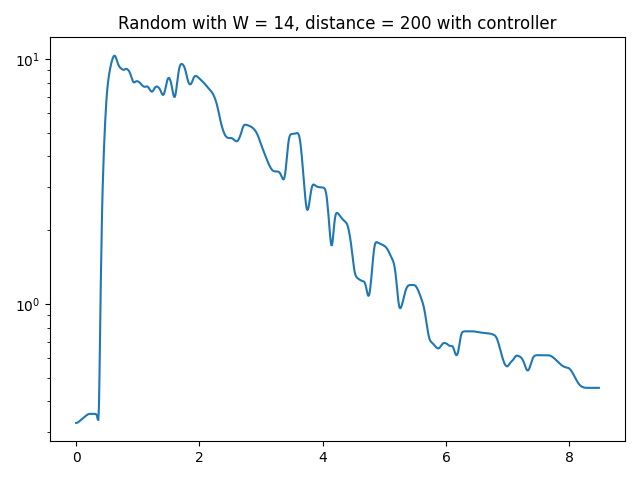 Random with W = 14, distance = 200 with controller
10¹
10⁰
0 2 4 6 8